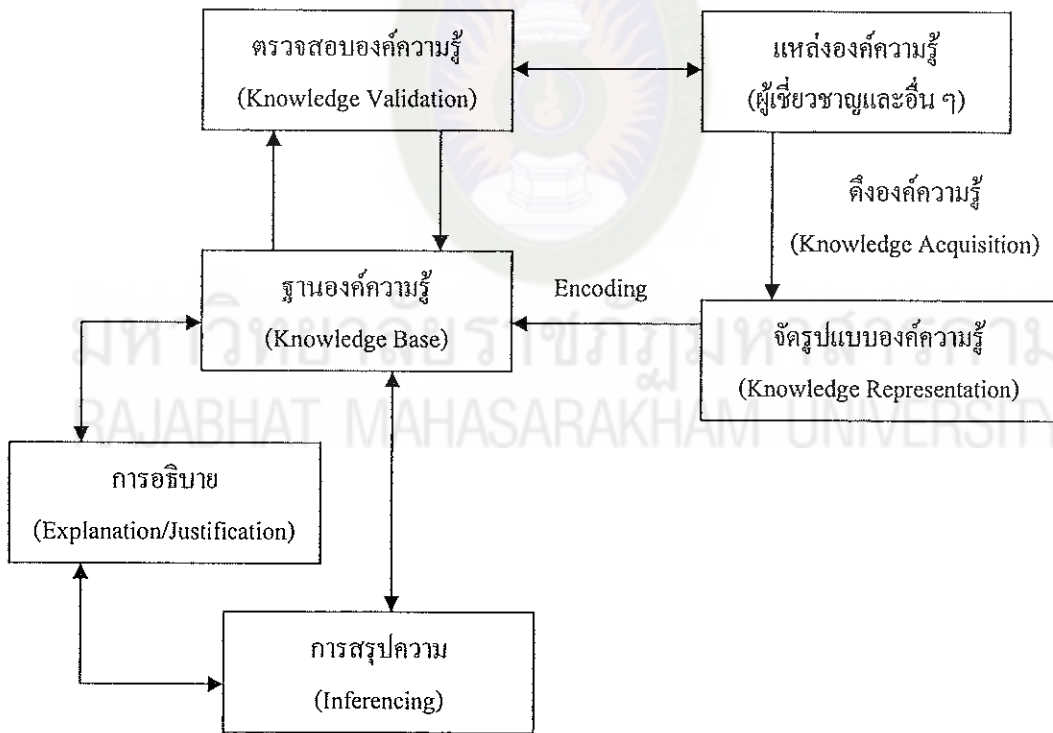 ตรวจสอบองค์ความรู้
(Knowledge Validation)
แหล่งองค์ความรู้
(ผู้เชี่ยวชาญและอื่น ๆ)
ดึงองค์ความรู้
(Knowledge Acquisition)
ฐานองค์ความรู้
(Knowledge Base)
Encoding
จัดรูปแบบองค์ความรู้
(Knowledge Representation)
มหาวิทยาลัยราชภัฏมหาสารคาม
RAJABHAT MAHASARAKHAM UNIVERSITY
การอธิบาย
(Explanation/Justification)
การสรุปความ
(Inferencing)